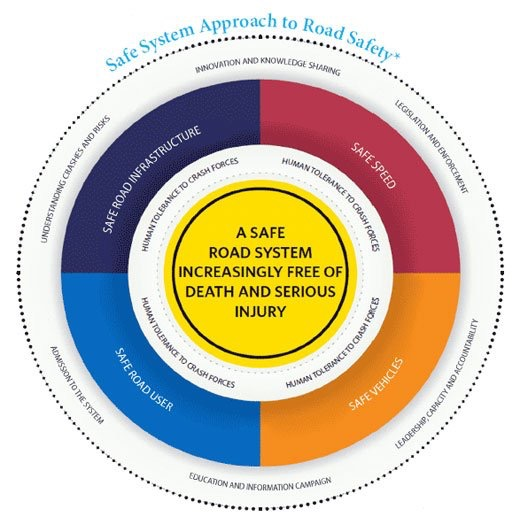 Safe System Approach to Road Safety*
INNOVATION AND KNOWLEDGE SHARING
LEGISLATION AND ENFORCEMENT
LEADERSHIP, CAPACITY AND ACCOUNTABILITY
EDUCATION AND INFORMATION CAMPAIGN
ADMISSION TO THE SYSTEM
UNDERSTANDING CRASHES AND RISKS
SAFE ROAD INFRASTRUCTURE
SAFE SPEED
SAFE VEHICLES
SAFE ROAD USER
HUMAN TOLERANCE TO CRASH FORCES
HUMAN TOLERANCE TO CRASH FORCES
HUMAN TOLERANCE TO CRASH FORCES
HUMAN TOLERANCE TO CRASH FORCES
A SAFE
ROAD SYSTEM
INCREASINGLY FREE OF
DEATH AND SERIOUS
INJURY